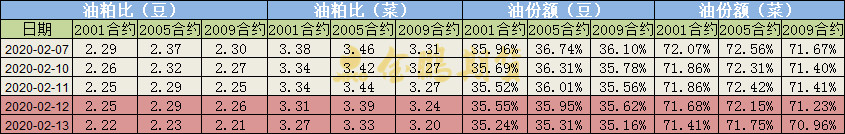 油粕比（豆） 油粕比（菜） 油份额（豆） 油份额（菜）
日期 2001合约 2005合约 2009合约 2001合约 2005合约 2009合约 2001合约 2005合约 2009合约 2001合约 2005合约 2009合约
2020-02-07 2.29 2.37 2.30 3.38 3.46 3.31 35.96% 36.74% 36.10% 72.07% 72.56% 71.67%
2020-02-10 2.26 2.32 2.27 3.34 3.42 3.27 35.69% 36.31% 35.78% 71.86% 72.31% 71.40%
2020-02-11 2.25 2.29 2.25 3.34 3.44 3.27 35.52% 36.01% 35.56% 71.86% 72.42% 71.41%
2020-02-12 2.25 2.29 2.26 3.31 3.39 3.24 35.55% 35.95% 35.62% 71.68% 72.15% 71.23%
2020-02-13 2.22 2.23 2.21 3.27 3.33 3.20 35.24% 35.31% 35.16% 71.41% 71.75% 70.96%